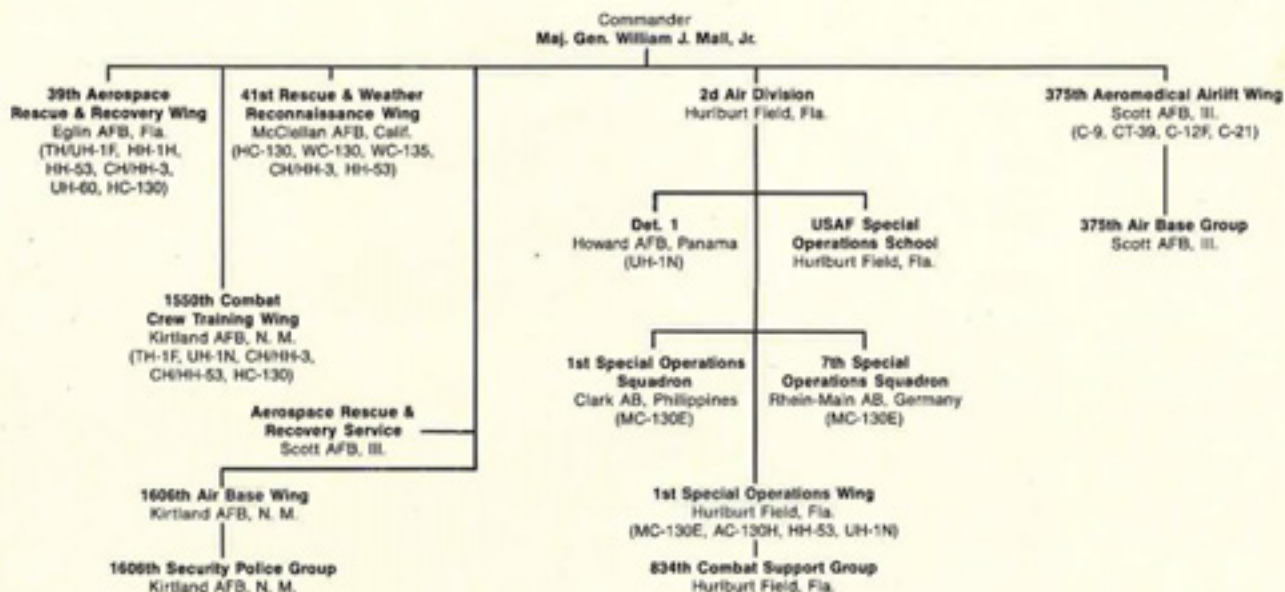 Commander
Maj. Gen. William J. Mall, Jr.
39th Aerospace
Rescue & Recovery Wing
Eglin AFB, Fla.
(TH/UH-1F, HH-1H,
HH-53, CH/HH-3,
UH-60, HC-130)
41st Rescue & Weather
Reconnaissance Wing
McClellan AFB, Calif.
(HC-130, WC-130, WC-135,
CH/HH-3, HH-53)
2d Air Division
Hurlburt Field, Fla.
375th Aeromedical Airlift Wing
Scott AFB, Ill.
(C-9, CT-39, C-12F, C-21)
Det. 1
Howard AFB, Panama
(UH-1N)
USAF Special
Operations School
Hurlburt Field, Fla.
375th Air Base Group
Scott AFB, Ill.
1550th Combat
Crew Training Wing
Kirtland AFB, N. M.
(TH-1F, UH-1N, CH/HH-3,
CH/HH-53, HC-130)
1st Special Operations
Squadron
Clark AB, Philippines
(MC-130E)
7th Special
Operations Squadron
Rhein-Main AB, Germany
(MC-130E)
Aerospace Rescue &
Recovery Service
Scott AFB, Ill.
1606th Air Base Wing
Kirtland AFB, N. M.
1st Special Operations Wing
Hurlburt Field, Fla.
(MC-130E, AC-130H, HH-53, UH-1N)
1606th Security Police Group
Kirtland AFB, N. M.
834th Combat Support Group
Hurlburt Field, Fla.